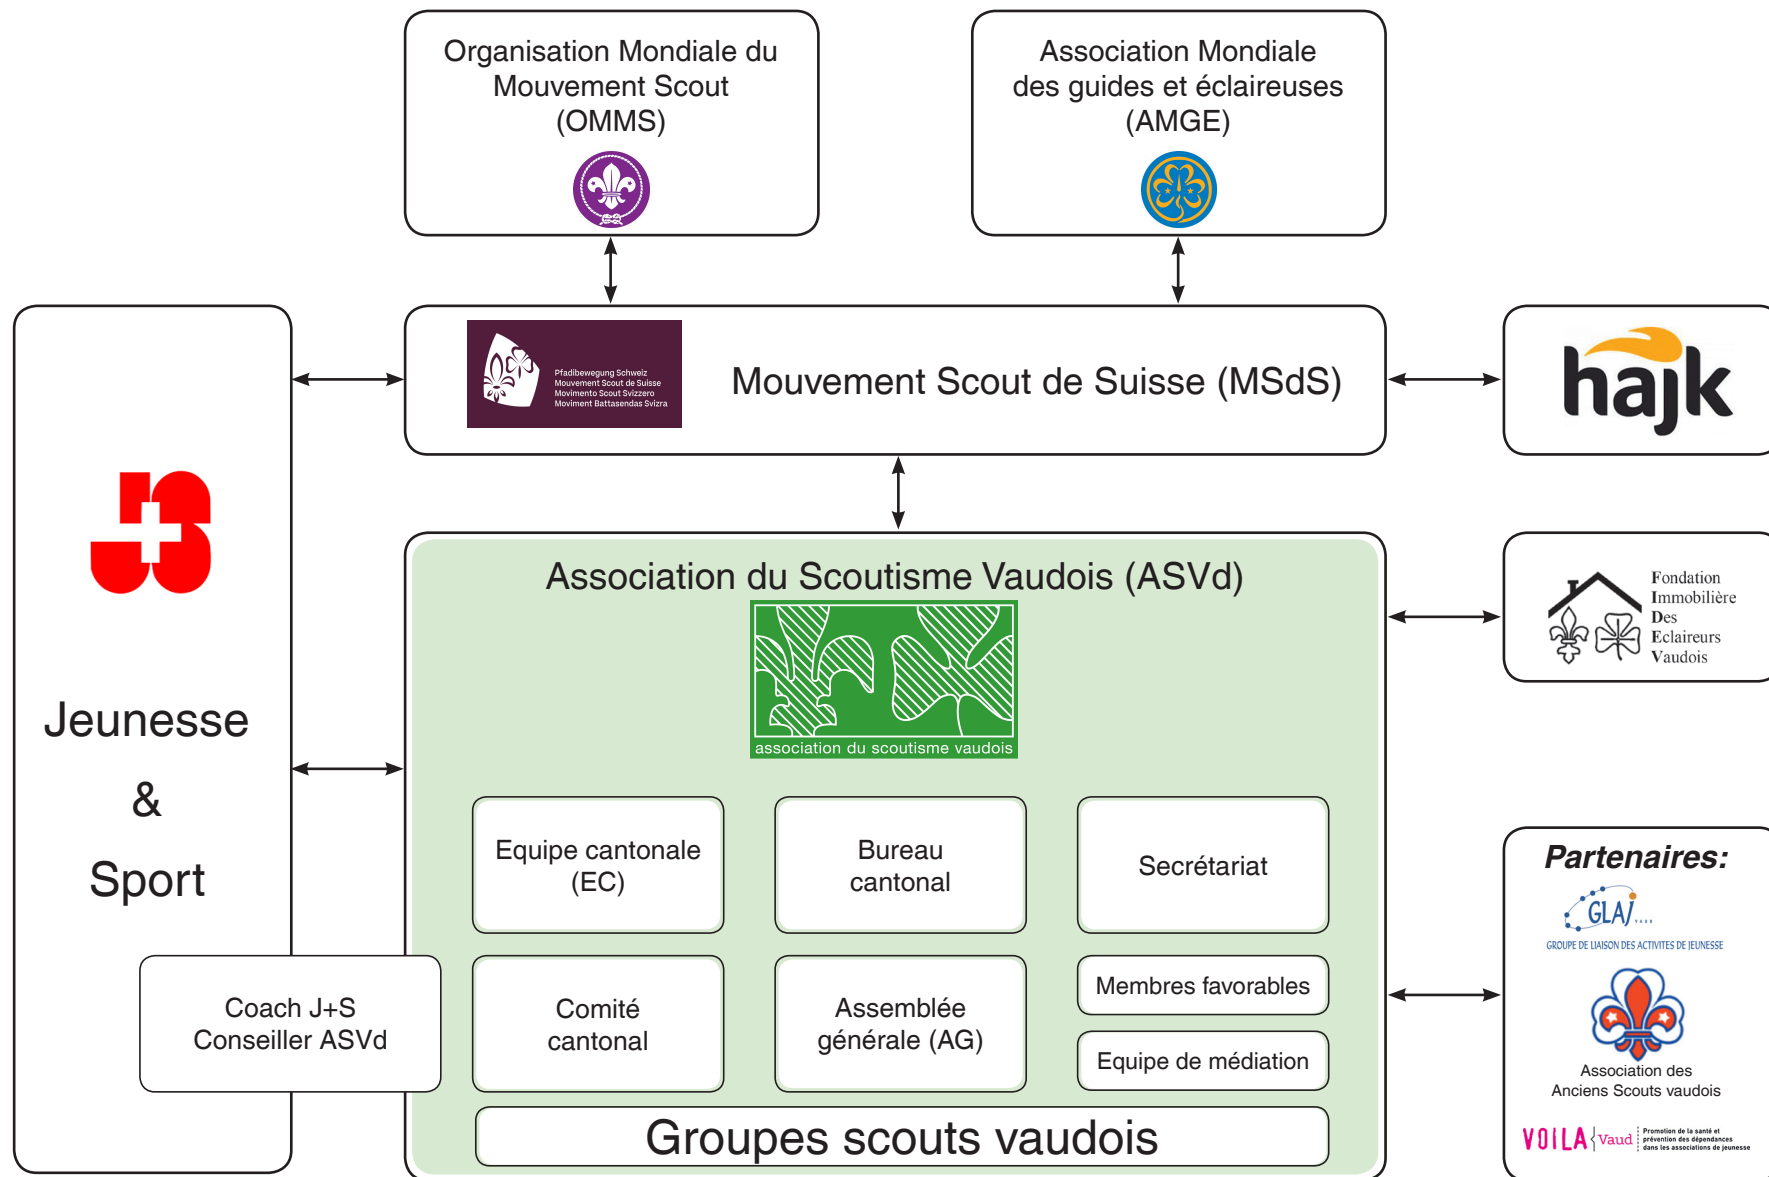 Organisation Mondiale du
Mouvement Scout
(OMMS)
Association Mondiale
des guides et éclaireuses
(AMGE)
Pfadibewegung Schweiz
Mouvement Scout de Suisse
Movimento Scout Svizzero
Moviment Battasendas Svizra
Mouvement Scout de Suisse (MSdS)
hajk
Jeunesse
&
Sport
Association du Scoutisme Vaudois (ASVd)
association du scoutisme vaudois
Fondation
Immobilière
Des
Eclaireurs
Vaudois
Equipe cantonale
(EC)
Bureau
cantonal
Secrétariat
Coach J+S
Conseiller ASVd
Comité
cantonal
Assemblée
générale (AG)
Membres favorables
Equipe de médiation
Groupes scouts vaudois
Partenaires:
GLAJ
VAUD
GROUPE DE LIAISON DES ACTIVITES DE JEUNESSE
Association des
Anciens Scouts vaudois
VOILA Vaud
Promotion de la santé et
prévention des dépendances
dans les associations de jeunesse